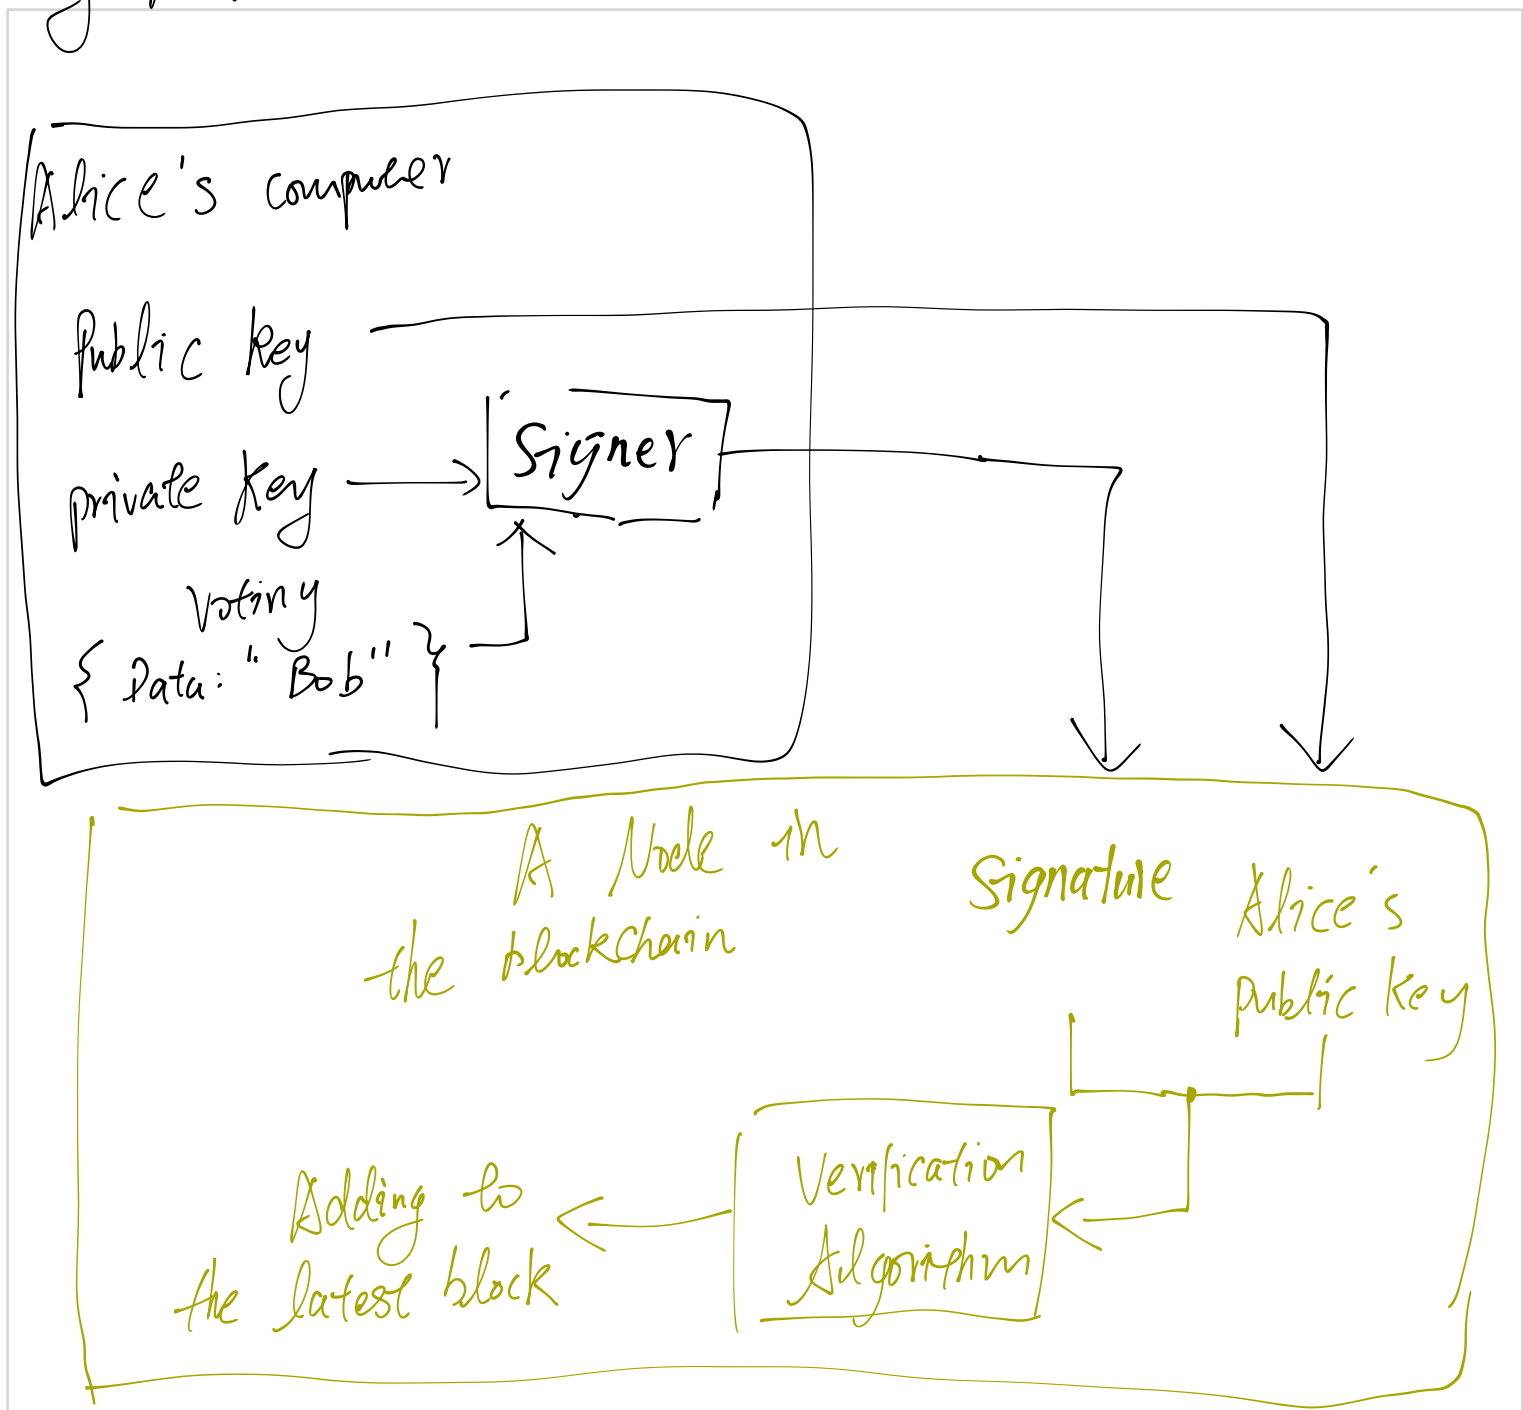 Alice's computer
Public key
private key
Signer
Voting
{ Data: "Bob" }
A Node in
the blockchain
Signature
Alice's
public key
Verification
Algorithm
Adding to
the latest block